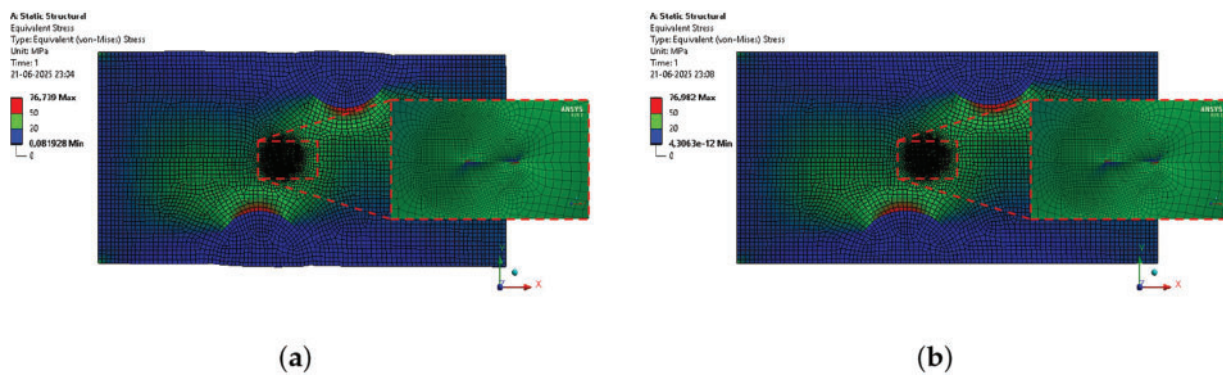 A: Static Structural
Equivalent Stress
Type: Equivalent (von-Mises) Stress
Unit: MPa
Time: 1
21-06-2025 23:04
76,739 Max
50
20
0,081928 Min
0
ANSYS
Y
Z
X
(a)
A: Static Structural
Equivalent Stress
Type: Equivalent (von-Mises) Stress
Unit: MPa
Time: 1
21-06-2025 23:08
76,982 Max
50
20
4,3063e-12 Min
0
ANSYS
Y
Z
X
(b)